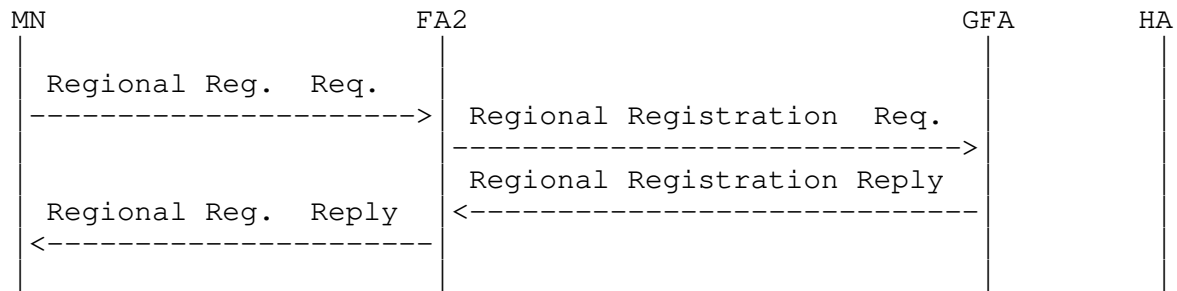 MN FA2 GFA HA
Regional Reg. Req.
Regional Registration Req.
Regional Registration Reply
Regional Reg. Reply